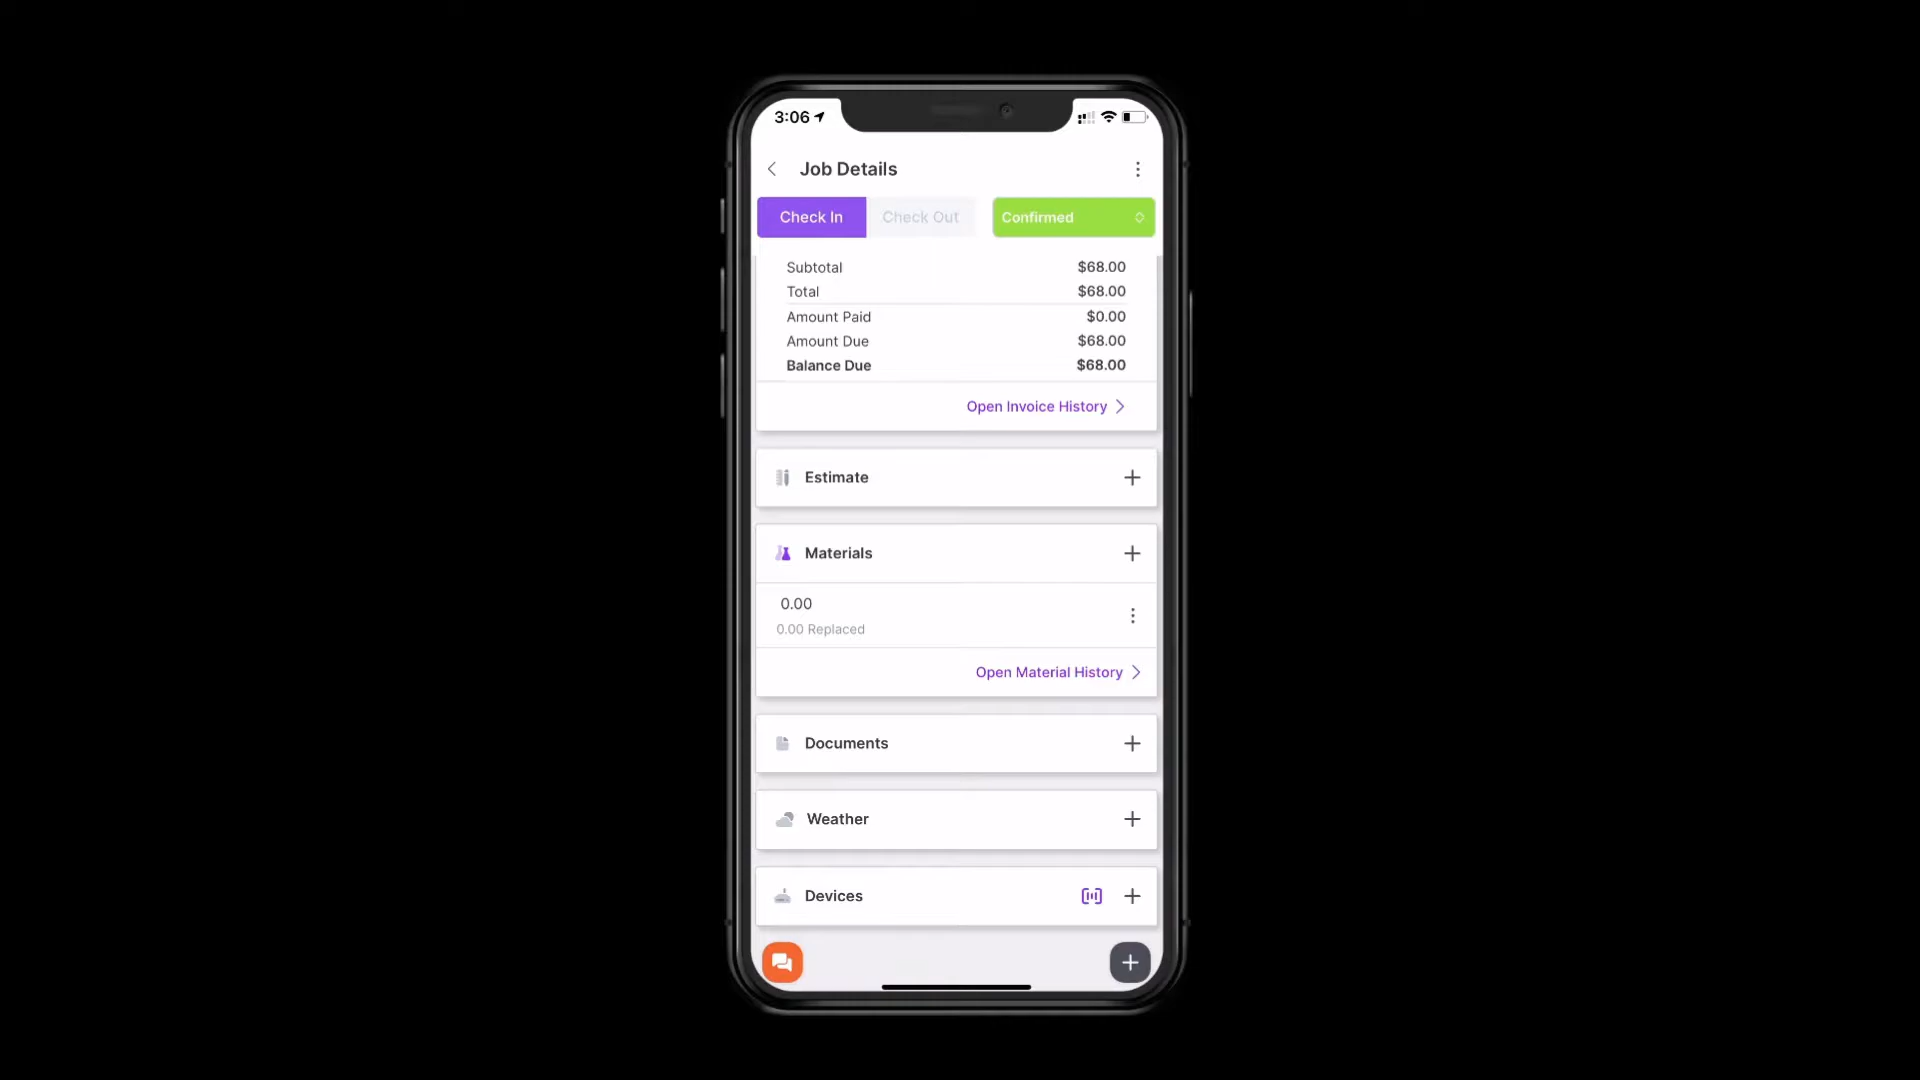 3:06
Job Details
Check In
Check Out
Confirmed
Subtotal $68.00
Total $68.00
Amount Paid $0.00
Amount Due $68.00
Balance Due $68.00
Open Invoice History
Estimate
Materials
0.00
0.00 Replaced
Open Material History
Documents
Weather
Devices